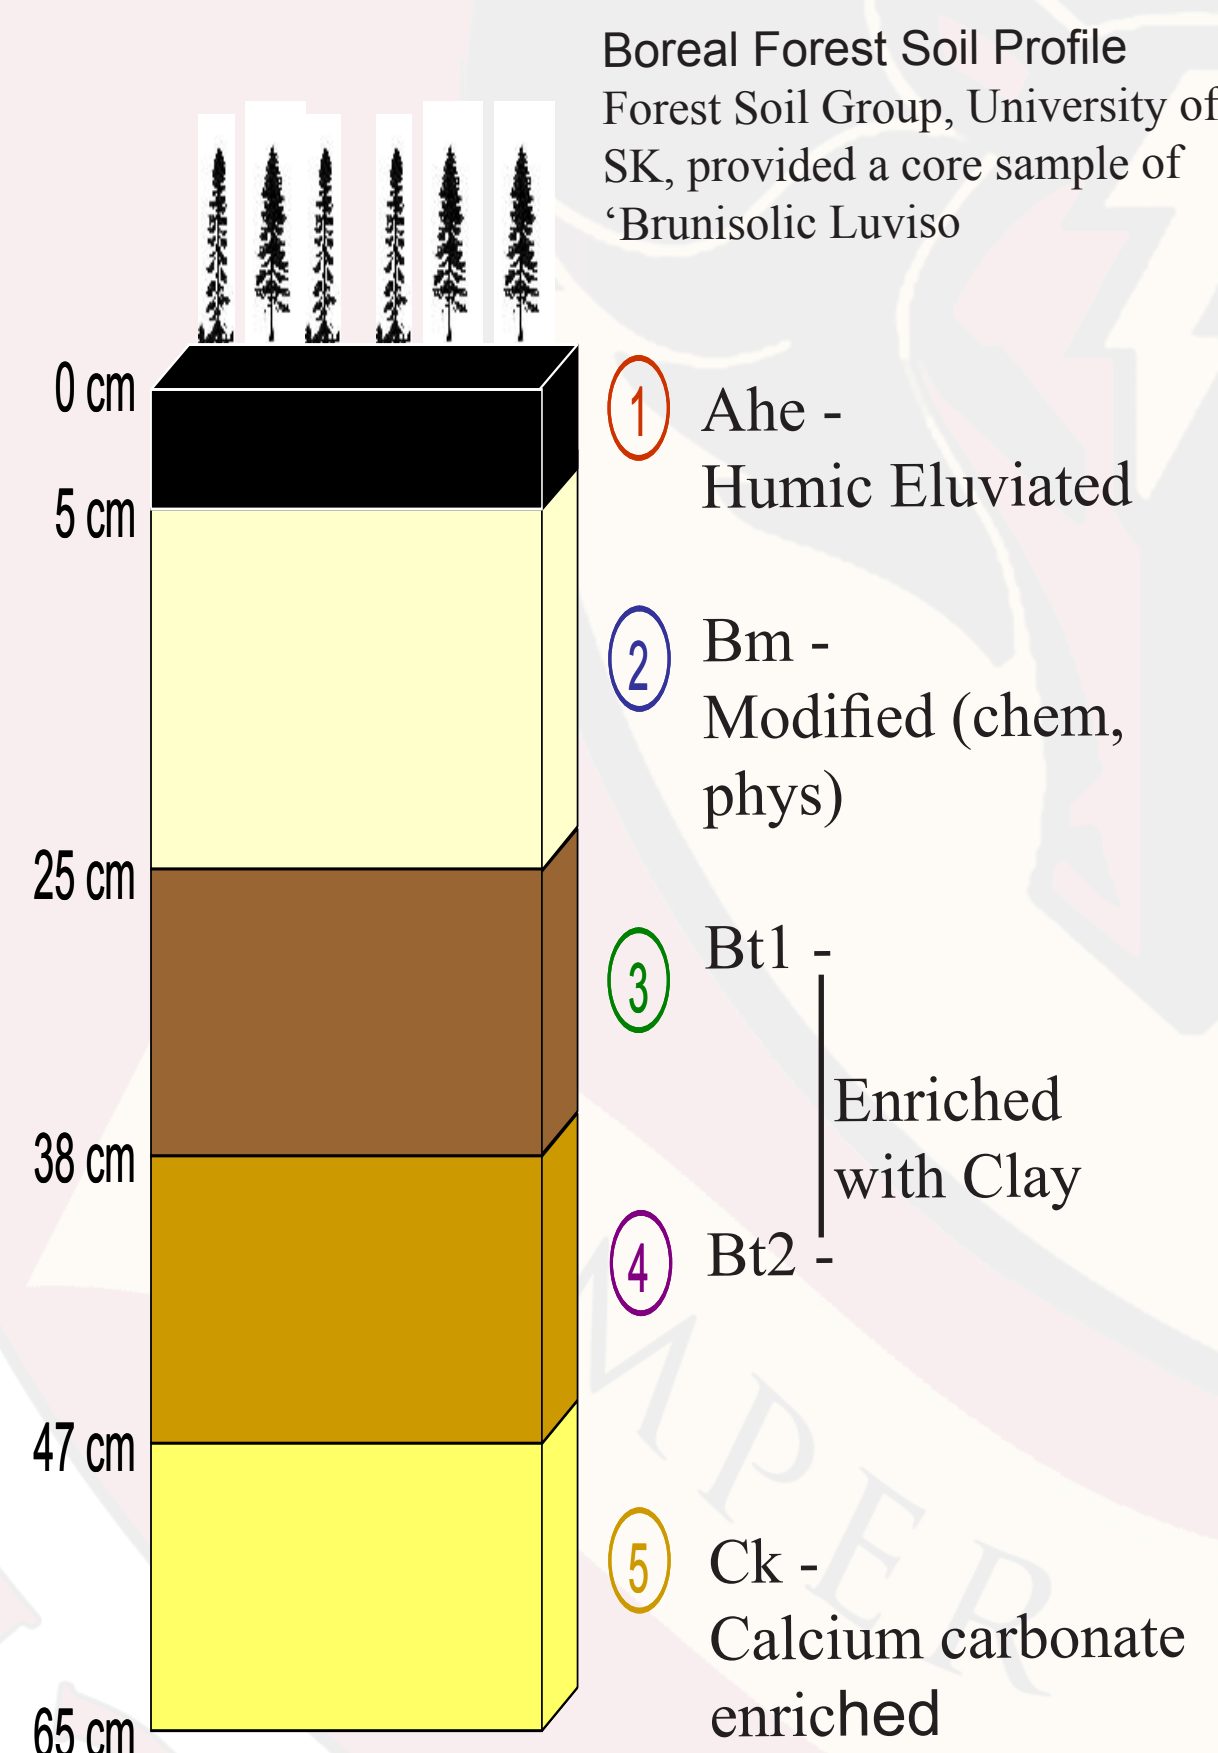 Boreal Forest Soil Profile
Forest Soil Group, University of
SK, provided a core sample of
‘Brunisolic Luviso
0 cm
1
Ahe -
Humic Eluviated
5 cm
2
Bm -
Modified (chem,
phys)
25 cm
3
Bt1 -
Enriched
with Clay
38 cm
4
Bt2 -
47 cm
5
Ck -
Calcium carbonate
enriched
65 cm
MPER